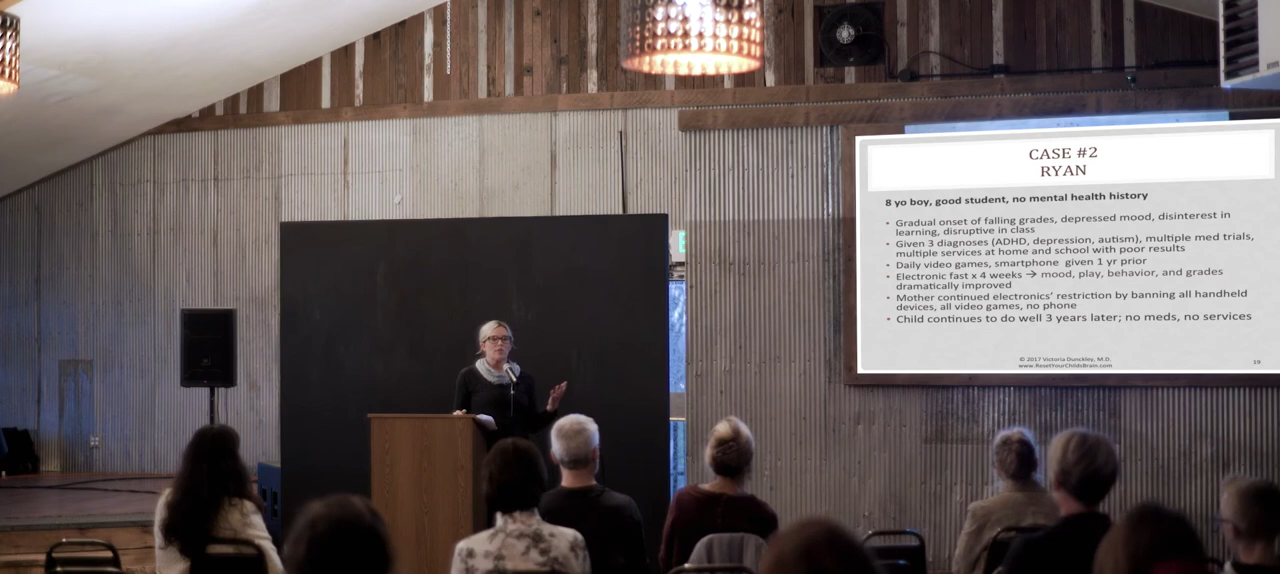 CASE #2
RYAN
8 yo boy, good student, no mental health history
• Gradual onset of falling grades, depressed mood, disinterest in
learning, disruptive in class
• Given 3 diagnoses (ADHD, depression, autism), multiple med trials,
multiple services at home and school with poor results
• Daily video games, smartphone given 1 yr prior
• Electronic fast x 4 weeks → mood, play, behavior, and grades
dramatically improved
• Mother continued electronics’ restriction by banning all handheld
devices, all video games, no phone
• Child continues to do well 3 years later; no meds, no services
© 2017 Victoria Dunckley, M.D.
www.ResetYourChildsBrain.com
19